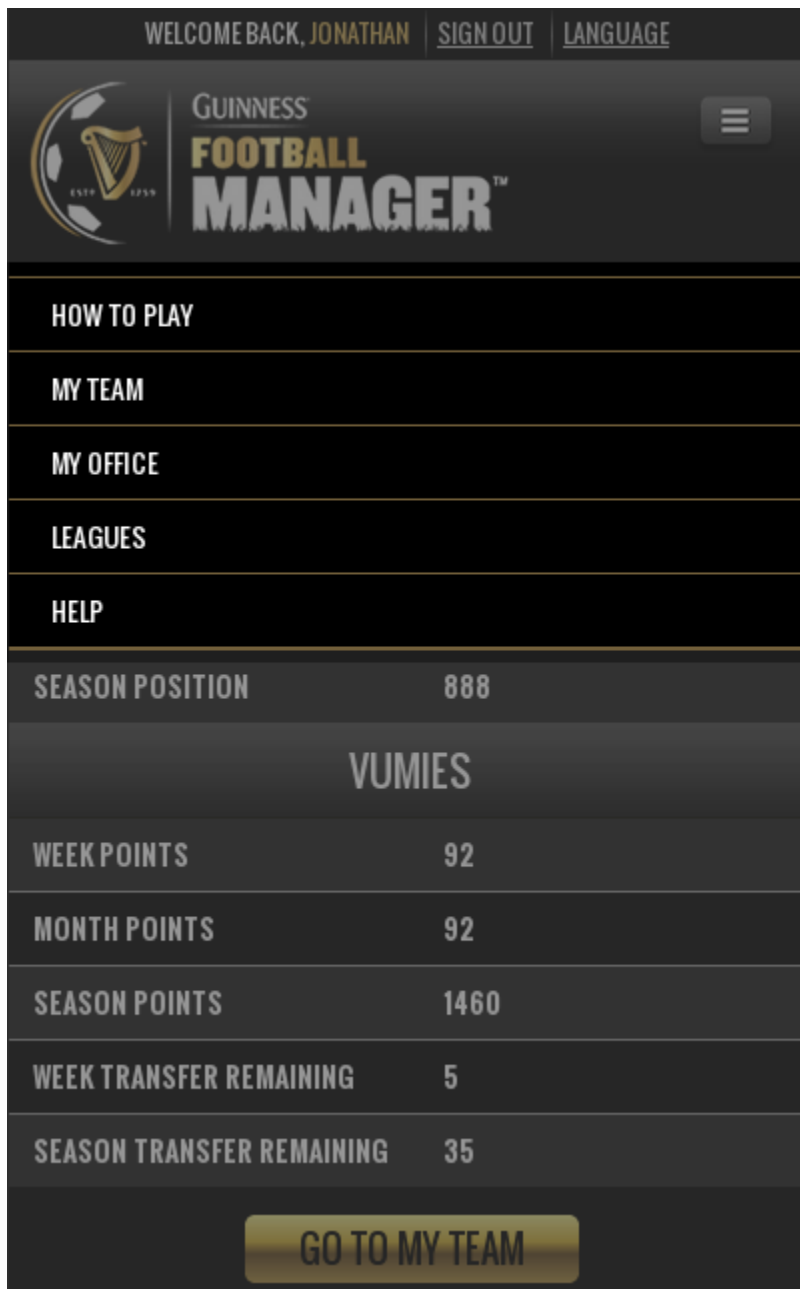 WELCOME BACK, JONATHAN SIGN OUT LANGUAGE
GUINNESS
FOOTBALL
MANAGER™
ESTD 1759
HOW TO PLAY
MY TEAM
MY OFFICE
LEAGUES
HELP
SEASON POSITION 888
VUMIES
WEEK POINTS 92
MONTH POINTS 92
SEASON POINTS 1460
WEEK TRANSFER REMAINING 5
SEASON TRANSFER REMAINING 35
GO TO MY TEAM